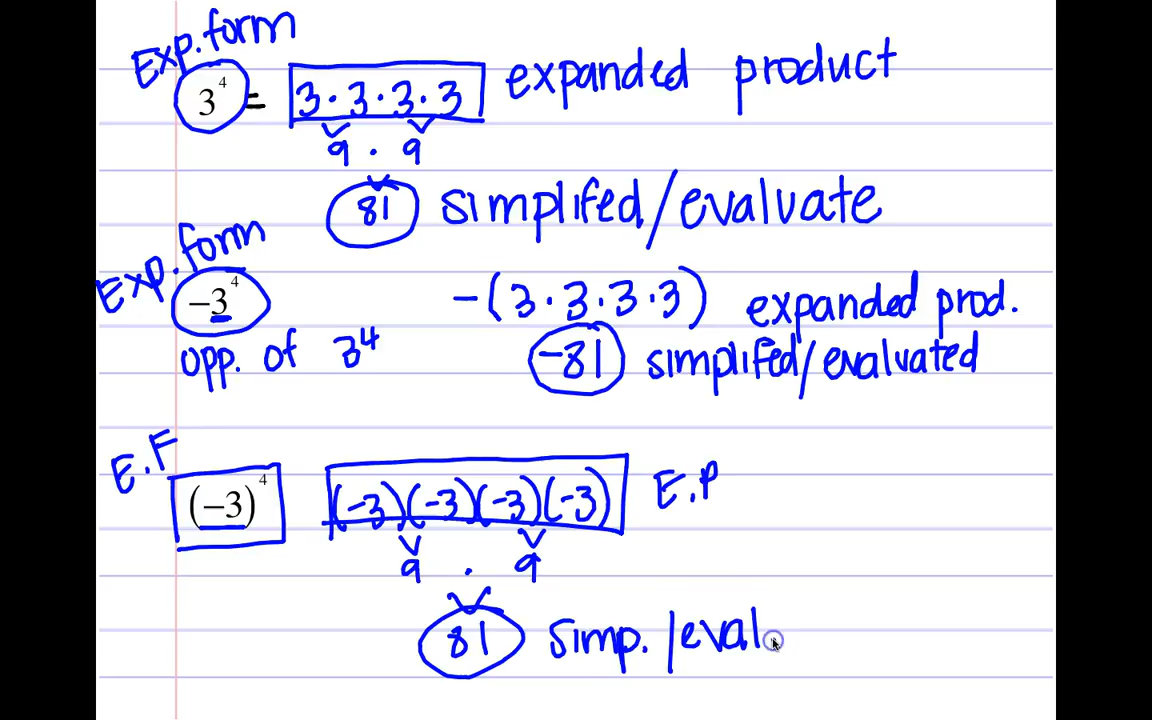 Exp. form
3⁴ = 3 · 3 · 3 · 3 expanded product
9 · 9
81 simplifed/evaluate
Exp. form
−3⁴ −(3 · 3 · 3 · 3) expanded prod.
opp. of 3⁴ −81 simplifed/evaluated
E.F
(−3)⁴ (−3)(−3)(−3)(−3) E.P
9 · 9
81 simp. /eval